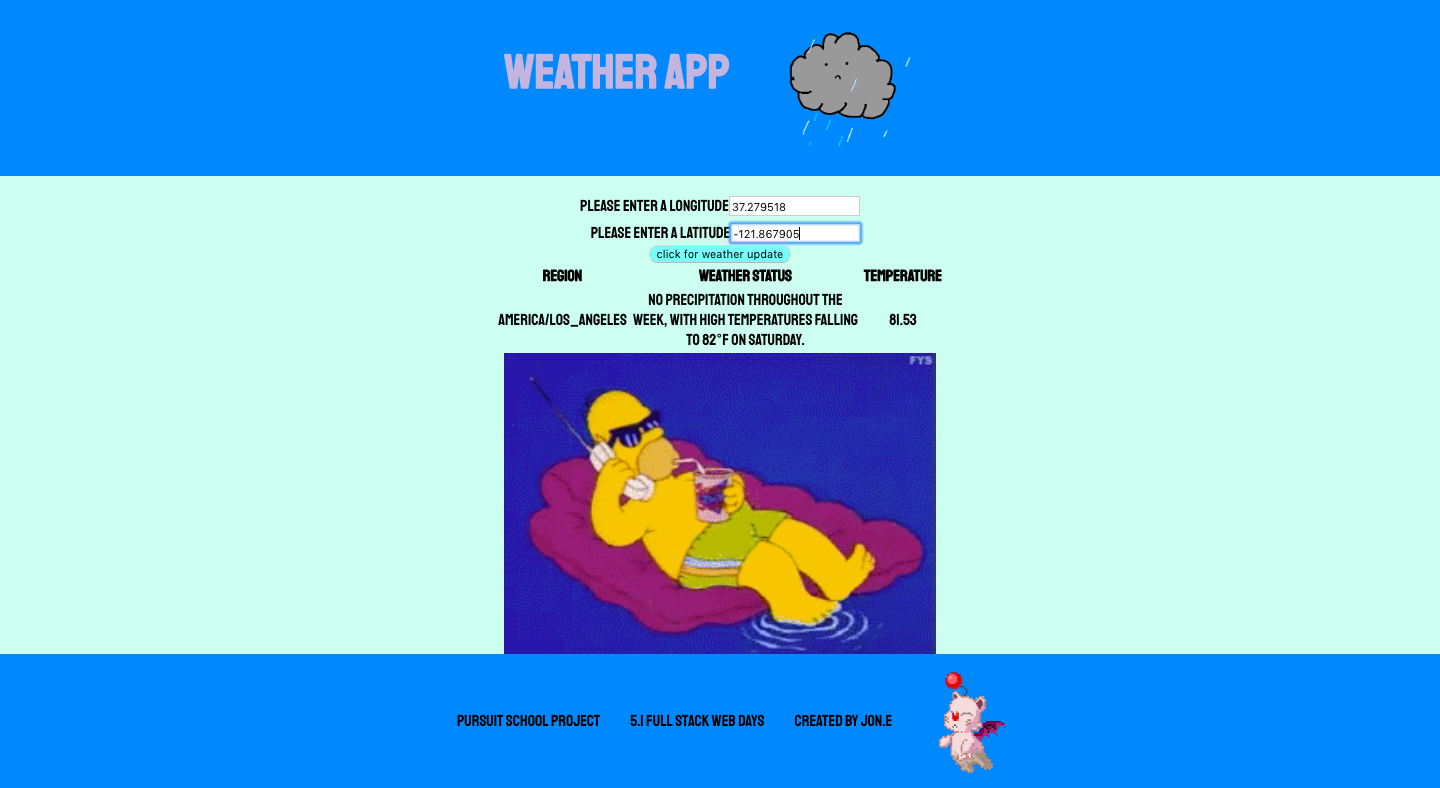 WEATHER APP
PLEASE ENTER A LONGITUDE 37.279518
PLEASE ENTER A LATITUDE -121.867905
click for weather update
REGION WEATHER STATUS TEMPERATURE
NO PRECIPITATION THROUGHOUT THE
AMERICA/LOS_ANGELES WEEK, WITH HIGH TEMPERATURES FALLING 81.53
TO 82°F ON SATURDAY.
FYS
PURSUIT SCHOOL PROJECT 5.1 FULL STACK WEB DAYS CREATED BY JON.E